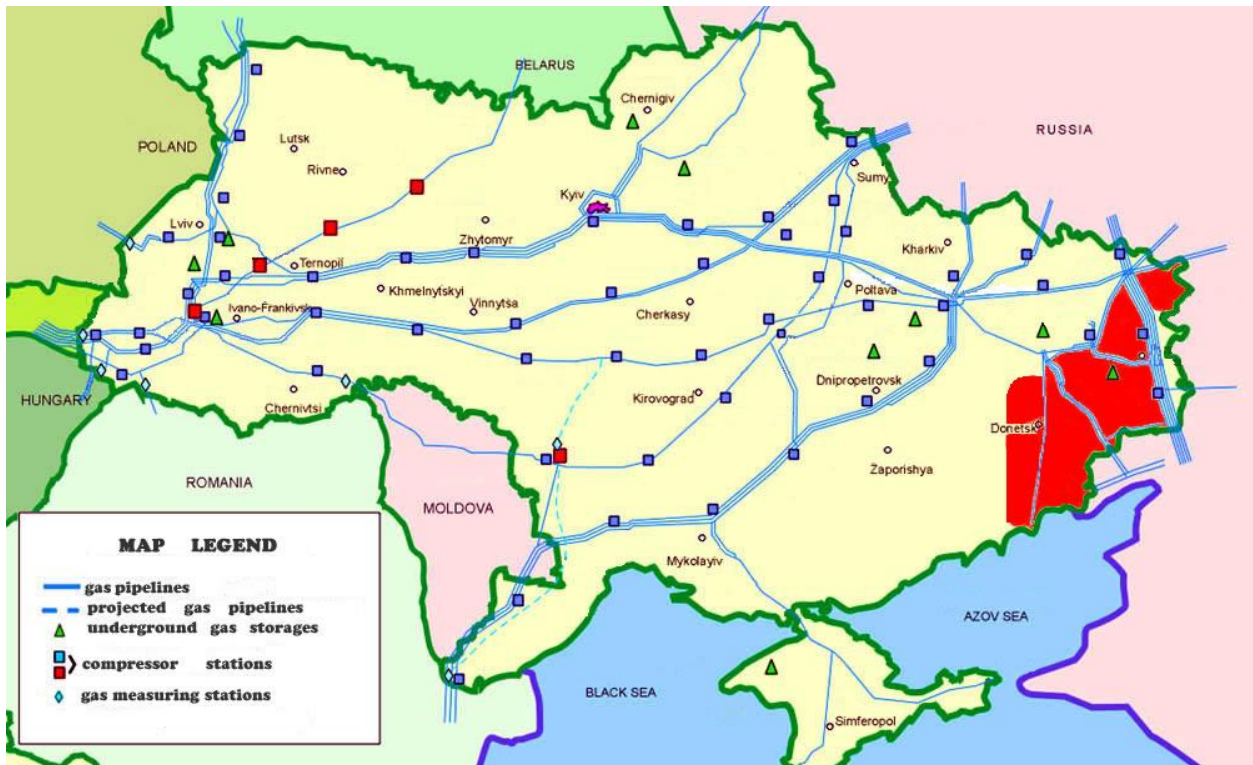 BELARUS
Chernigiv
RUSSIA
POLAND
Lutsk
Rivne
Sumy
Kyiv
Lviv
Zhytomyr
Kharkiv
Ternopil
Khmelnytskyi
Poltava
Ivano-Frankivsk
Vinnytsa
Cherkasy
HUNGARY
Chernivtsi
Kirovograd
Dnipropetrovsk
Donetsk
Zaporishya
ROMANIA
MOLDOVA
Mykolayiv
AZOV SEA
BLACK SEA
Simferopol
MAP LEGEND
gas pipelines
projected gas pipelines
underground gas storages
compressor stations
gas measuring stations